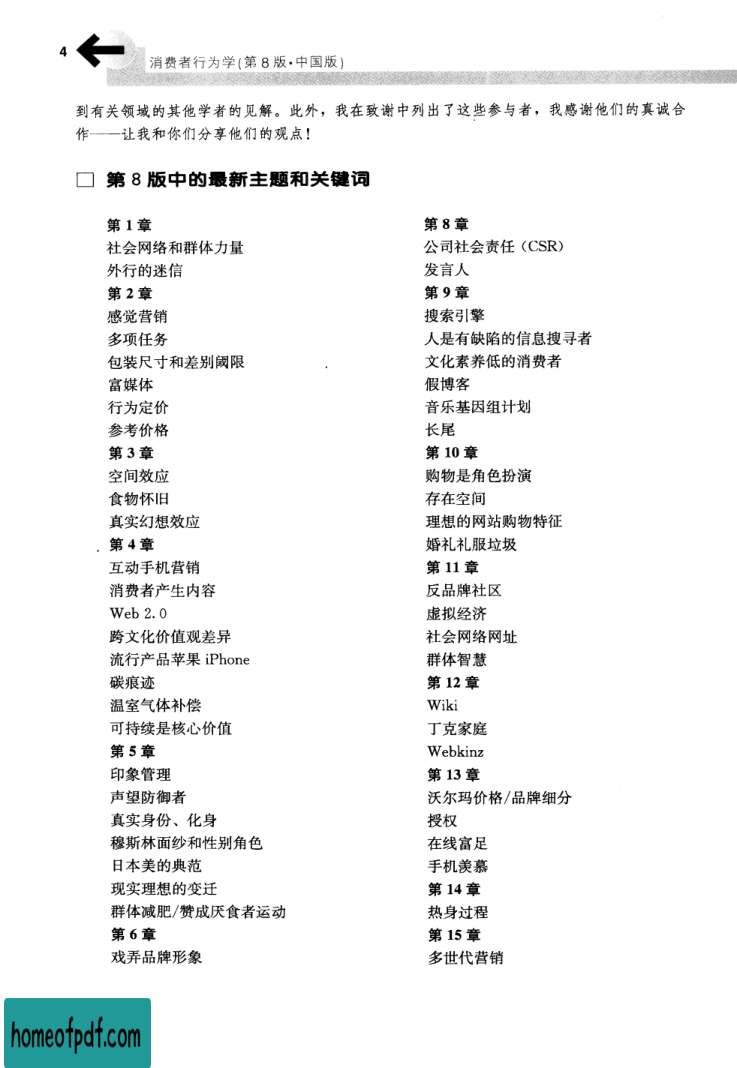 4
消费者行为学(第8版·中国版)
到有关领域的其他学者的见解。此外，我在致谢中列出了这些参与者，我感谢他们的真诚合
作——让我和你们分享他们的观点！
□ 第8版中的最新主题和关键词
第1章
社会网络和群体力量
外行的迷信
第2章
感觉营销
多项任务
包装尺寸和差别阈限
富媒体
行为定价
参考价格
第3章
空间效应
食物怀旧
真实幻想效应
第4章
互动手机营销
消费者产生内容
Web 2.0
跨文化价值观差异
流行产品苹果 iPhone
碳痕迹
温室气体补偿
可持续是核心价值
第5章
印象管理
声望防御者
真实身份、化身
穆斯林面纱和性别角色
日本美的典范
现实理想的变迁
群体减肥/赞成厌食者运动
第6章
戏弄品牌形象
第8章
公司社会责任（CSR）
发言人
第9章
搜索引擎
人是有缺陷的信息搜寻者
文化素养低的消费者
假博客
音乐基因组计划
长尾
第10章
购物是角色扮演
存在空间
理想的网站购物特征
婚礼礼服垃圾
第11章
反品牌社区
虚拟经济
社会网络网址
群体智慧
第12章
Wiki
丁克家庭
Webkinz
第13章
沃尔玛价格/品牌细分
授权
在线富足
手机羡慕
第14章
热身过程
第15章
多世代营销
homeofpdf.com